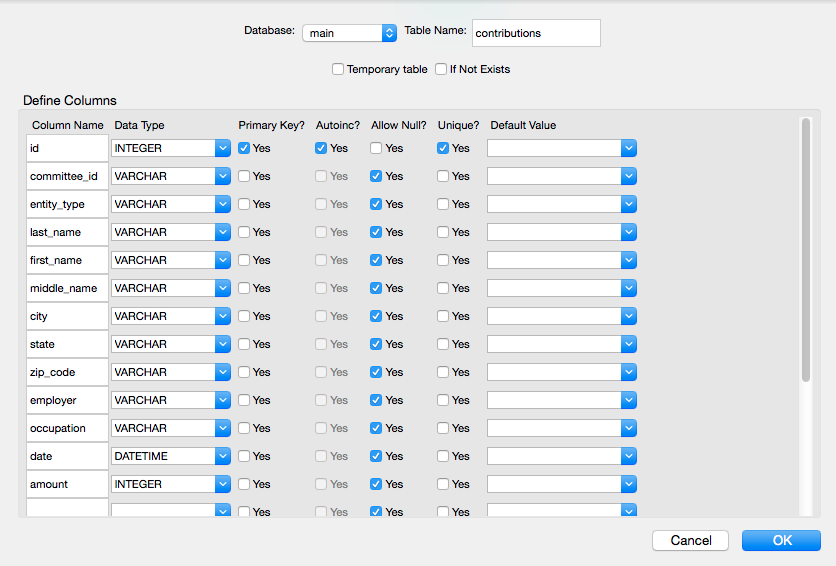 Database: main Table Name: contributions
Temporary table If Not Exists
Define Columns
Column Name Data Type Primary Key? Autoinc? Allow Null? Unique? Default Value
id INTEGER Yes Yes Yes Yes
committee_id VARCHAR Yes Yes Yes Yes
entity_type VARCHAR Yes Yes Yes Yes
last_name VARCHAR Yes Yes Yes Yes
first_name VARCHAR Yes Yes Yes Yes
middle_name VARCHAR Yes Yes Yes Yes
city VARCHAR Yes Yes Yes Yes
state VARCHAR Yes Yes Yes Yes
zip_code VARCHAR Yes Yes Yes Yes
employer VARCHAR Yes Yes Yes Yes
occupation VARCHAR Yes Yes Yes Yes
date DATETIME Yes Yes Yes Yes
amount INTEGER Yes Yes Yes Yes
Yes Yes Yes Yes
Cancel OK